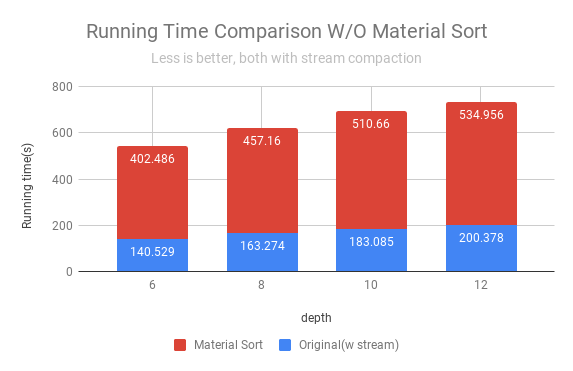 Running Time Comparison W/O Material Sort
Less is better, both with stream compaction
Running time(s)
800
600
400
200
0
402.486
457.16
510.66
534.956
140.529
163.274
183.085
200.378
6
8
10
12
depth
Material Sort
Original(w stream)